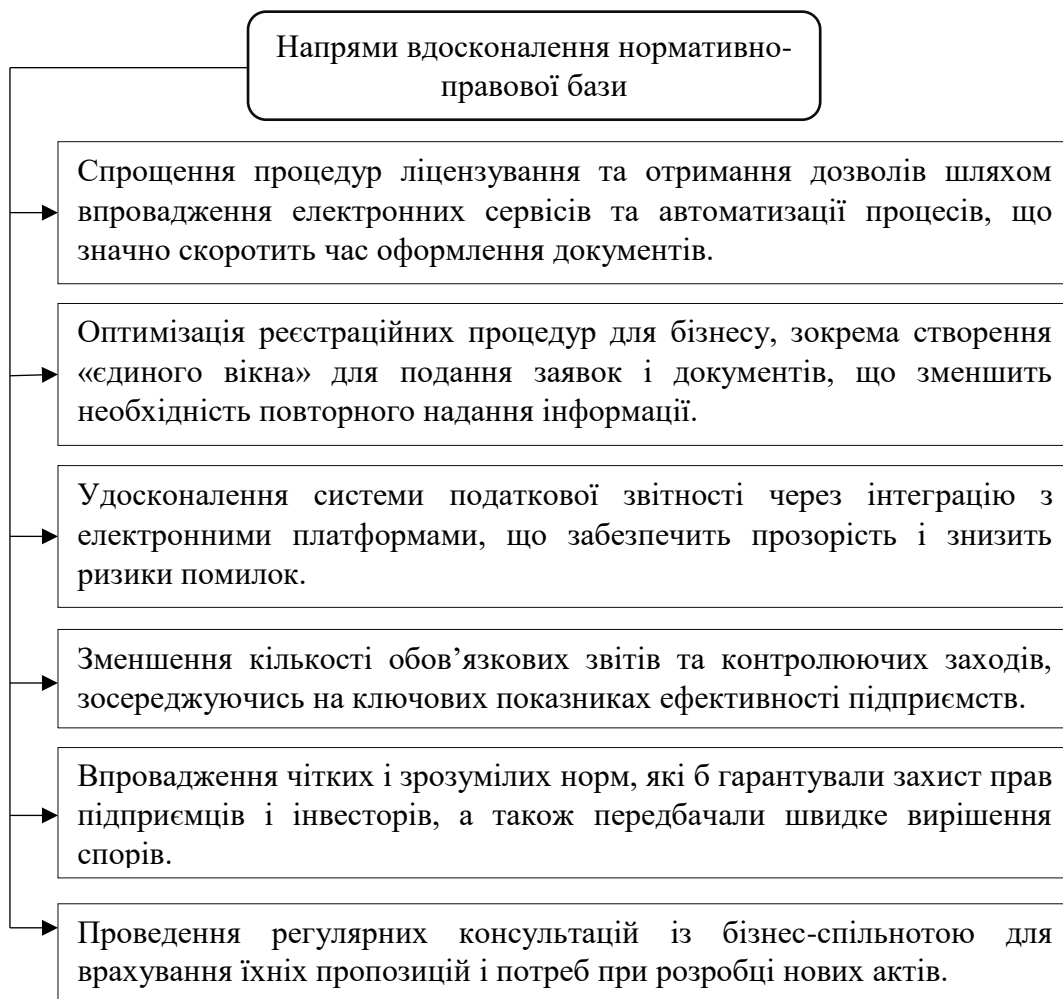 Напрями вдосконалення нормативно-
правової бази
Спрощення процедур ліцензування та отримання дозволів шляхом
впровадження електронних сервісів та автоматизації процесів, що
значно скоротить час оформлення документів.
Оптимізація реєстраційних процедур для бізнесу, зокрема створення
«єдиного вікна» для подання заявок і документів, що зменшить
необхідність повторного надання інформації.
Удосконалення системи податкової звітності через інтеграцію з
електронними платформами, що забезпечить прозорість і знизить
ризики помилок.
Зменшення кількості обов’язкових звітів та контролюючих заходів,
зосереджуючись на ключових показниках ефективності підприємств.
Впровадження чітких і зрозумілих норм, які б гарантували захист прав
підприємців і інвесторів, а також передбачали швидке вирішення
спорів.
Проведення регулярних консультацій із бізнес-спільнотою для
врахування їхніх пропозицій і потреб при розробці нових актів.